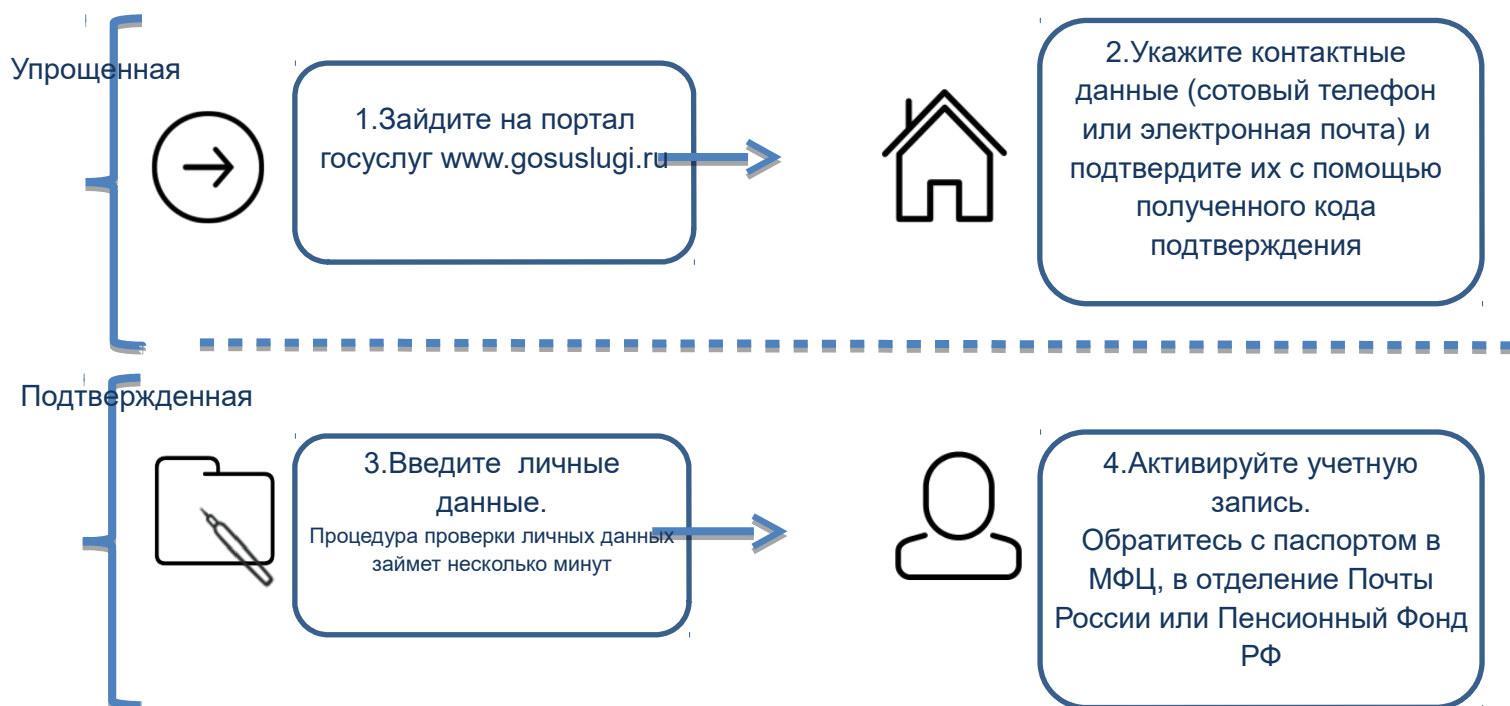 Упрощенная
1.Зайдите на портал
госуслуг www.gosuslugi.ru
2.Укажите контактные
данные (сотовый телефон
или электронная почта) и
подтвердите их с помощью
полученного кода
подтверждения
Подтвержденная
3.Введите личные
данные.
Процедура проверки личных данных
займет несколько минут
4.Активируйте учетную
запись.
Обратитесь с паспортом в
МФЦ, в отделение Почты
России или Пенсионный Фонд
РФ